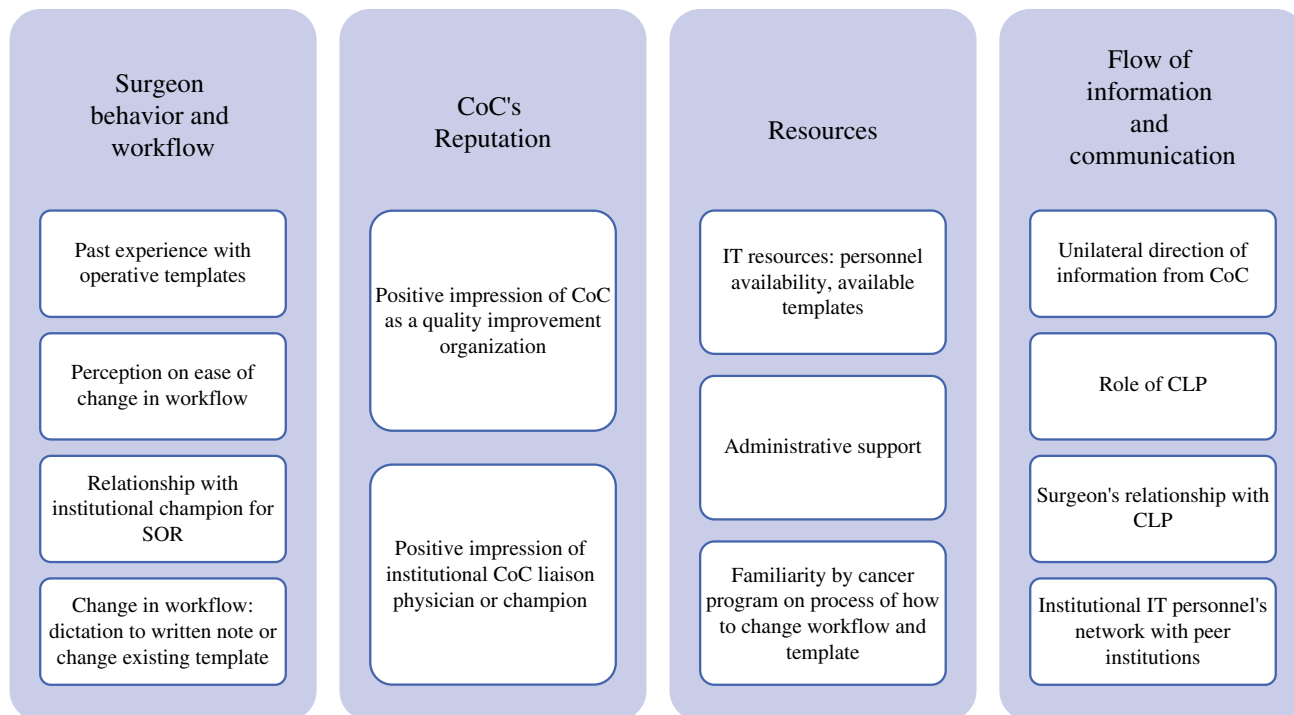 Surgeon
behavior and
workflow
Past experience with
operative templates
Perception on ease of
change in workflow
Relationship with
institutional champion for
SOR
Change in workflow:
dictation to written note or
change existing template
CoC's
Reputation
Positive impression of CoC
as a quality improvement
organization
Positive impression of
institutional CoC liaison
physician or champion
Resources
IT resources: personnel
availability, available
templates
Administrative support
Familiarity by cancer
program on process of how
to change workflow and
template
Flow of
information
and
communication
Unilateral direction of
information from CoC
Role of CLP
Surgeon's relationship with
CLP
Institutional IT personnel's
network with peer
institutions